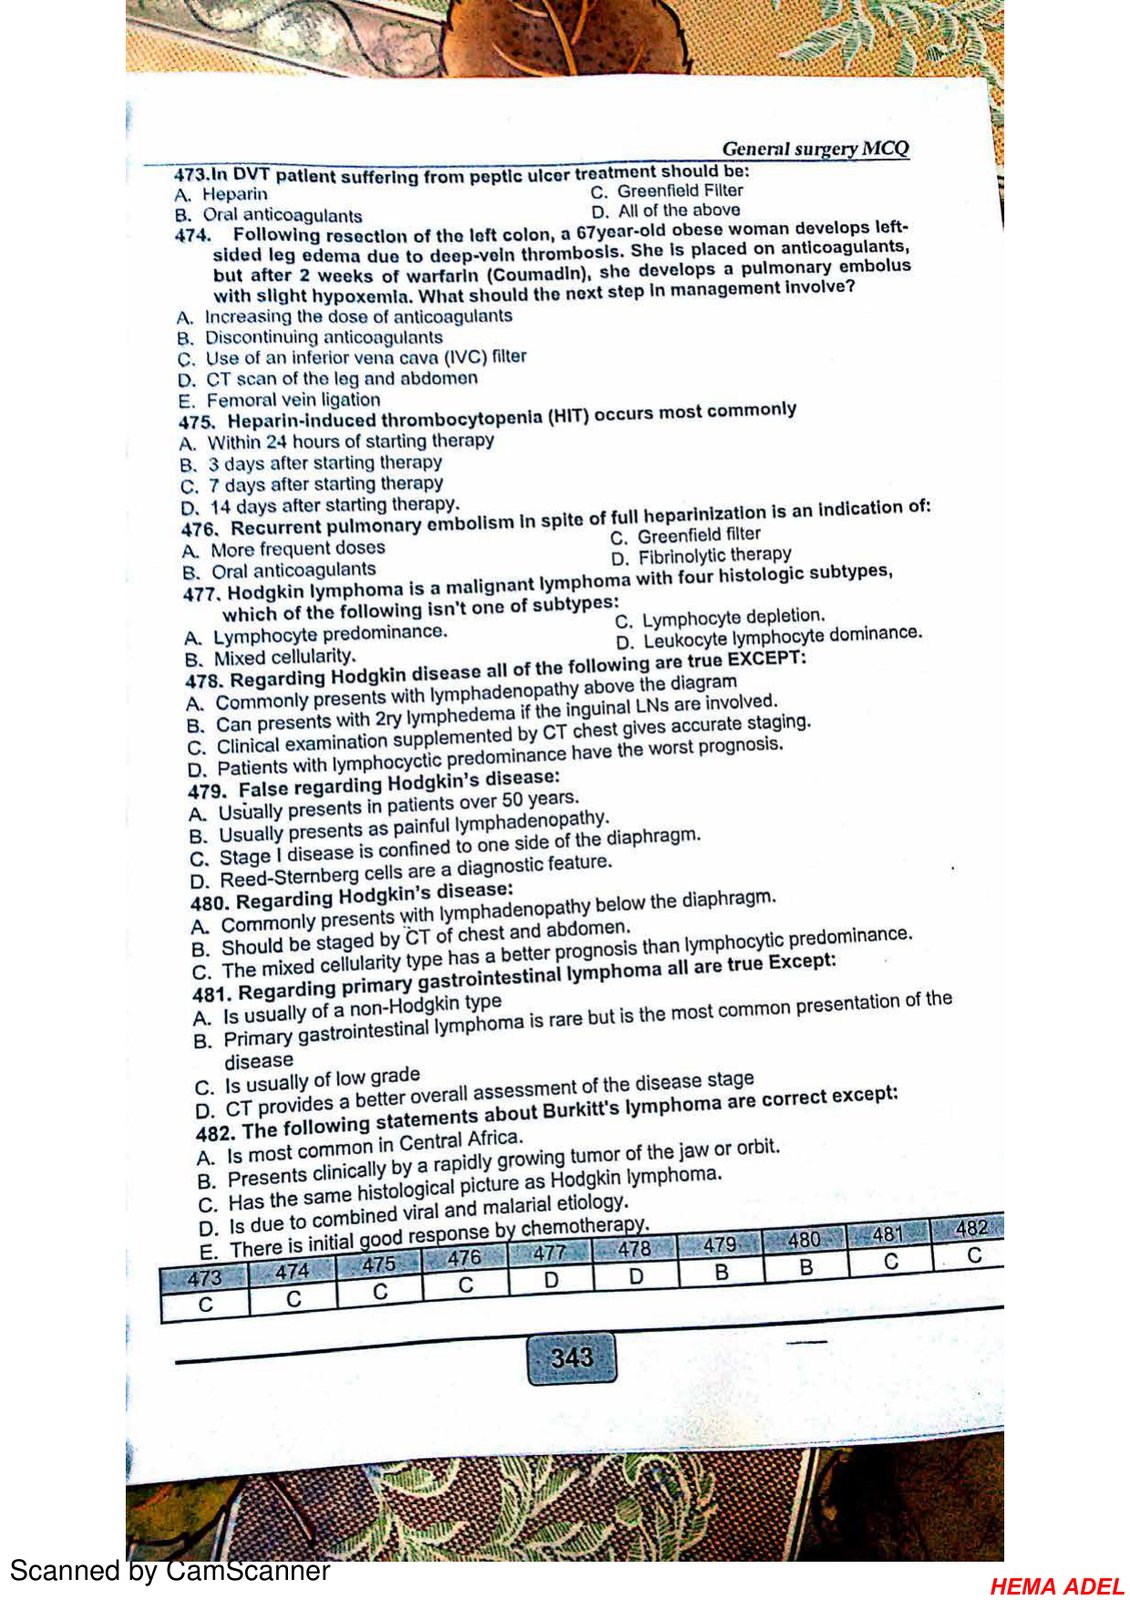 General surgery MCQ
473.In DVT patient suffering from peptic ulcer treatment should be:
A. Heparin C. Greenfield Filter
B. Oral anticoagulants D. All of the above
474. Following resection of the left colon, a 67year-old obese woman develops left-
sided leg edema due to deep-vein thrombosis. She is placed on anticoagulants,
but after 2 weeks of warfarin (Coumadin), she develops a pulmonary embolus
with slight hypoxemia. What should the next step in management involve?
A. Increasing the dose of anticoagulants
B. Discontinuing anticoagulants
C. Use of an inferior vena cava (IVC) filter
D. CT scan of the leg and abdomen
E. Femoral vein ligation
475. Heparin-induced thrombocytopenia (HIT) occurs most commonly
A. Within 24 hours of starting therapy
B. 3 days after starting therapy
C. 7 days after starting therapy
D. 14 days after starting therapy.
476. Recurrent pulmonary embolism in spite of full heparinization is an indication of:
A. More frequent doses C. Greenfield filter
B. Oral anticoagulants D. Fibrinolytic therapy
477. Hodgkin lymphoma is a malignant lymphoma with four histologic subtypes,
which of the following isn't one of subtypes:
A. Lymphocyte predominance. C. Lymphocyte depletion.
B. Mixed cellularity. D. Leukocyte lymphocyte dominance.
478. Regarding Hodgkin disease all of the following are true EXCEPT:
A. Commonly presents with lymphadenopathy above the diagram
B. Can presents with 2ry lymphedema if the inguinal LNs are involved.
C. Clinical examination supplemented by CT chest gives accurate staging.
D. Patients with lymphocyctic predominance have the worst prognosis.
479. False regarding Hodgkin's disease:
A. Usually presents in patients over 50 years.
B. Usually presents as painful lymphadenopathy.
C. Stage I disease is confined to one side of the diaphragm.
D. Reed-Sternberg cells are a diagnostic feature.
480. Regarding Hodgkin's disease:
A. Commonly presents with lymphadenopathy below the diaphragm.
B. Should be staged by CT of chest and abdomen.
C. The mixed cellularity type has a better prognosis than lymphocytic predominance.
481. Regarding primary gastrointestinal lymphoma all are true Except:
A. Is usually of a non-Hodgkin type
B. Primary gastrointestinal lymphoma is rare but is the most common presentation of the
disease
C. Is usually of low grade
D. CT provides a better overall assessment of the disease stage
482. The following statements about Burkitt's lymphoma are correct except:
A. Is most common in Central Africa.
B. Presents clinically by a rapidly growing tumor of the jaw or orbit.
C. Has the same histological picture as Hodgkin lymphoma.
D. Is due to combined viral and malarial etiology.
E. There is initial good response by chemotherapy.
473 474 475 476 477 478 479 480 481 482
C C C C D D B B C C
343
Scanned by CamScanner
HEMA ADEL